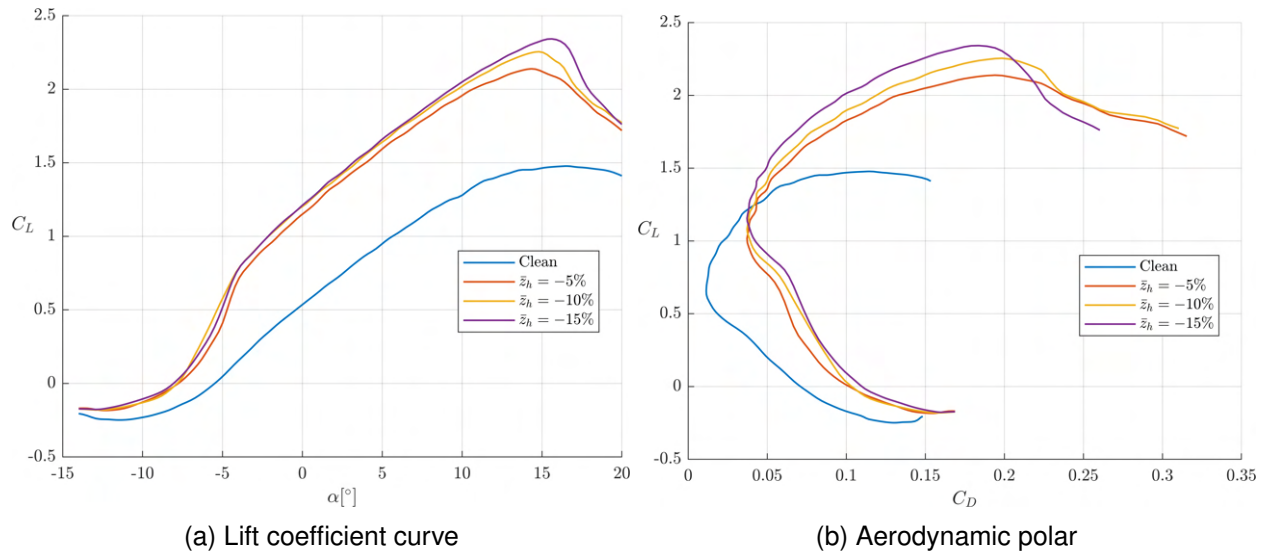 2.5
2
1.5
1
0.5
0
-0.5
C_L
-15
-10
-5
0
5
10
15
20
α[°]
Clean
z̄_h = −5%
z̄_h = −10%
z̄_h = −15%
(a) Lift coefficient curve
2.5
2
1.5
1
0.5
0
-0.5
C_L
0
0.05
0.1
0.15
0.2
0.25
0.3
0.35
C_D
Clean
z̄_h = −5%
z̄_h = −10%
z̄_h = −15%
(b) Aerodynamic polar